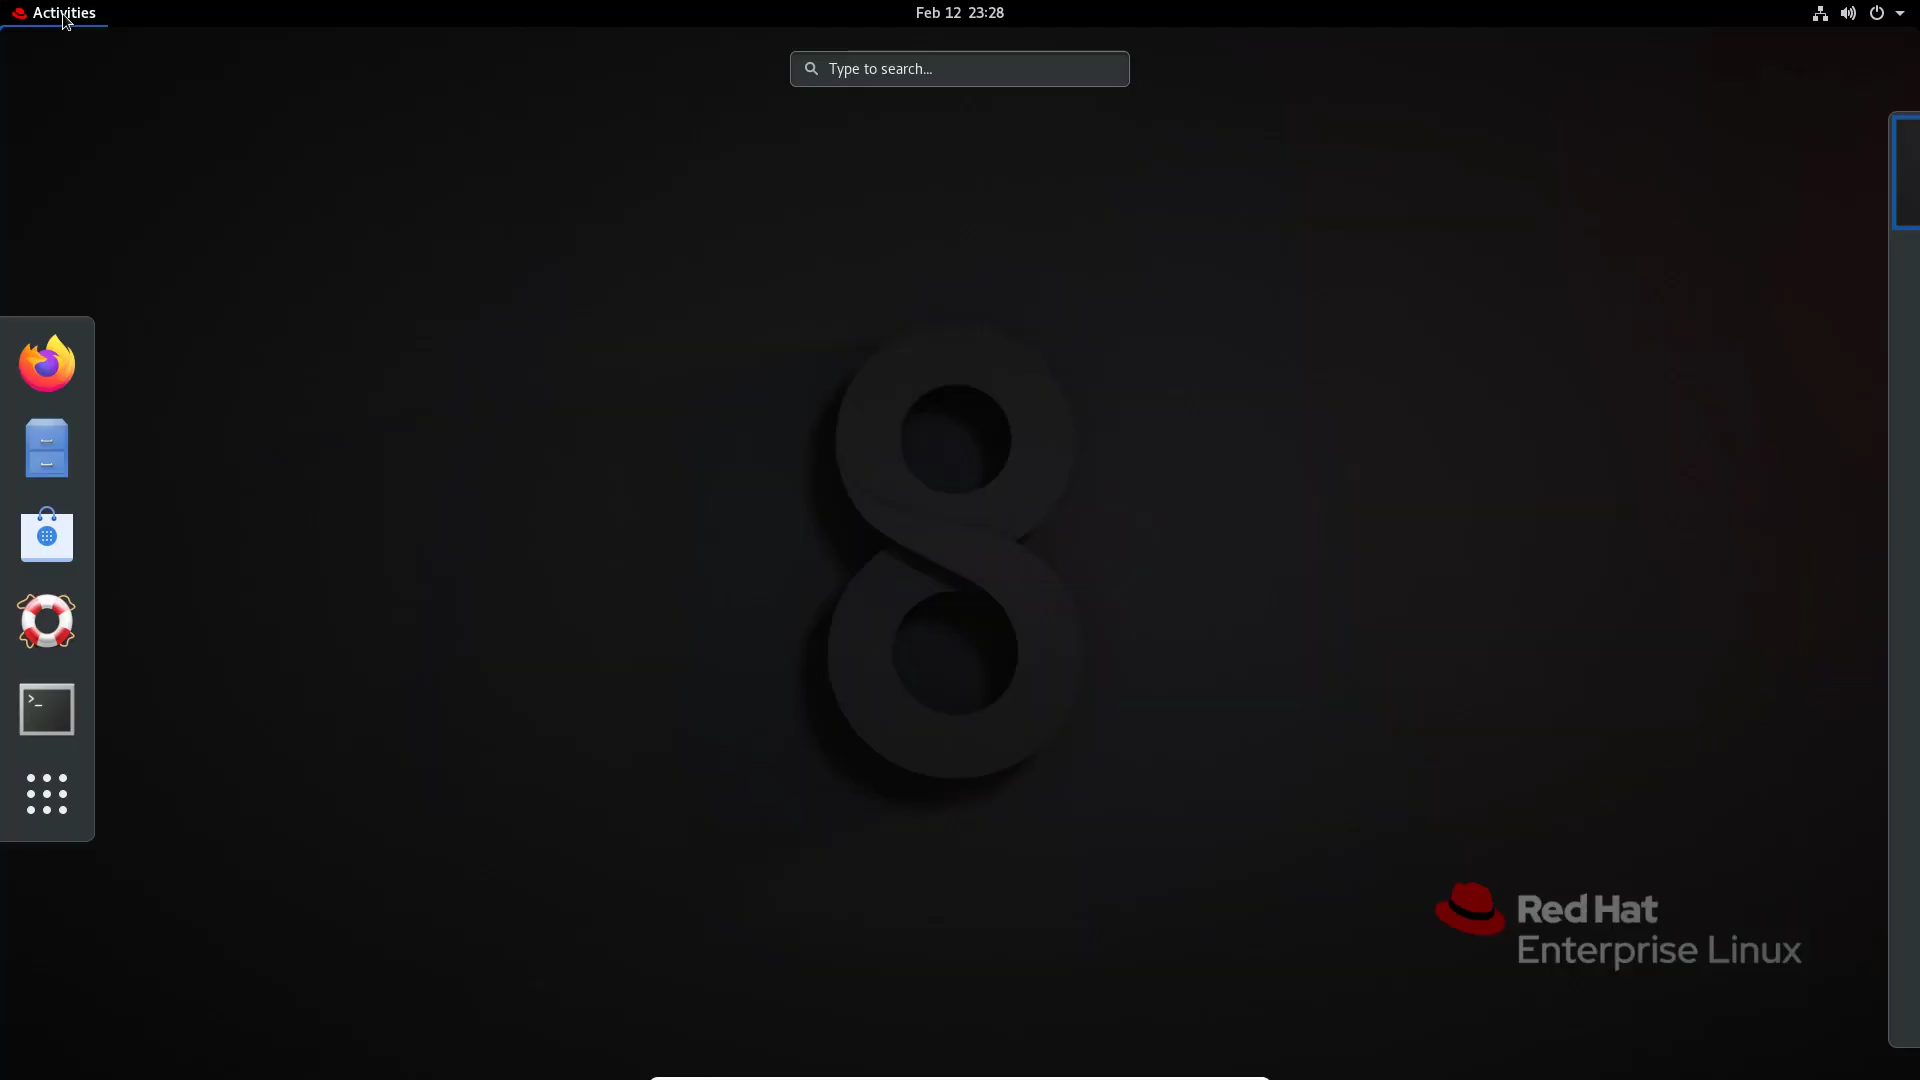 Activities
Feb 12 23:28
Type to search...
8
>_
Red Hat
Enterprise Linux